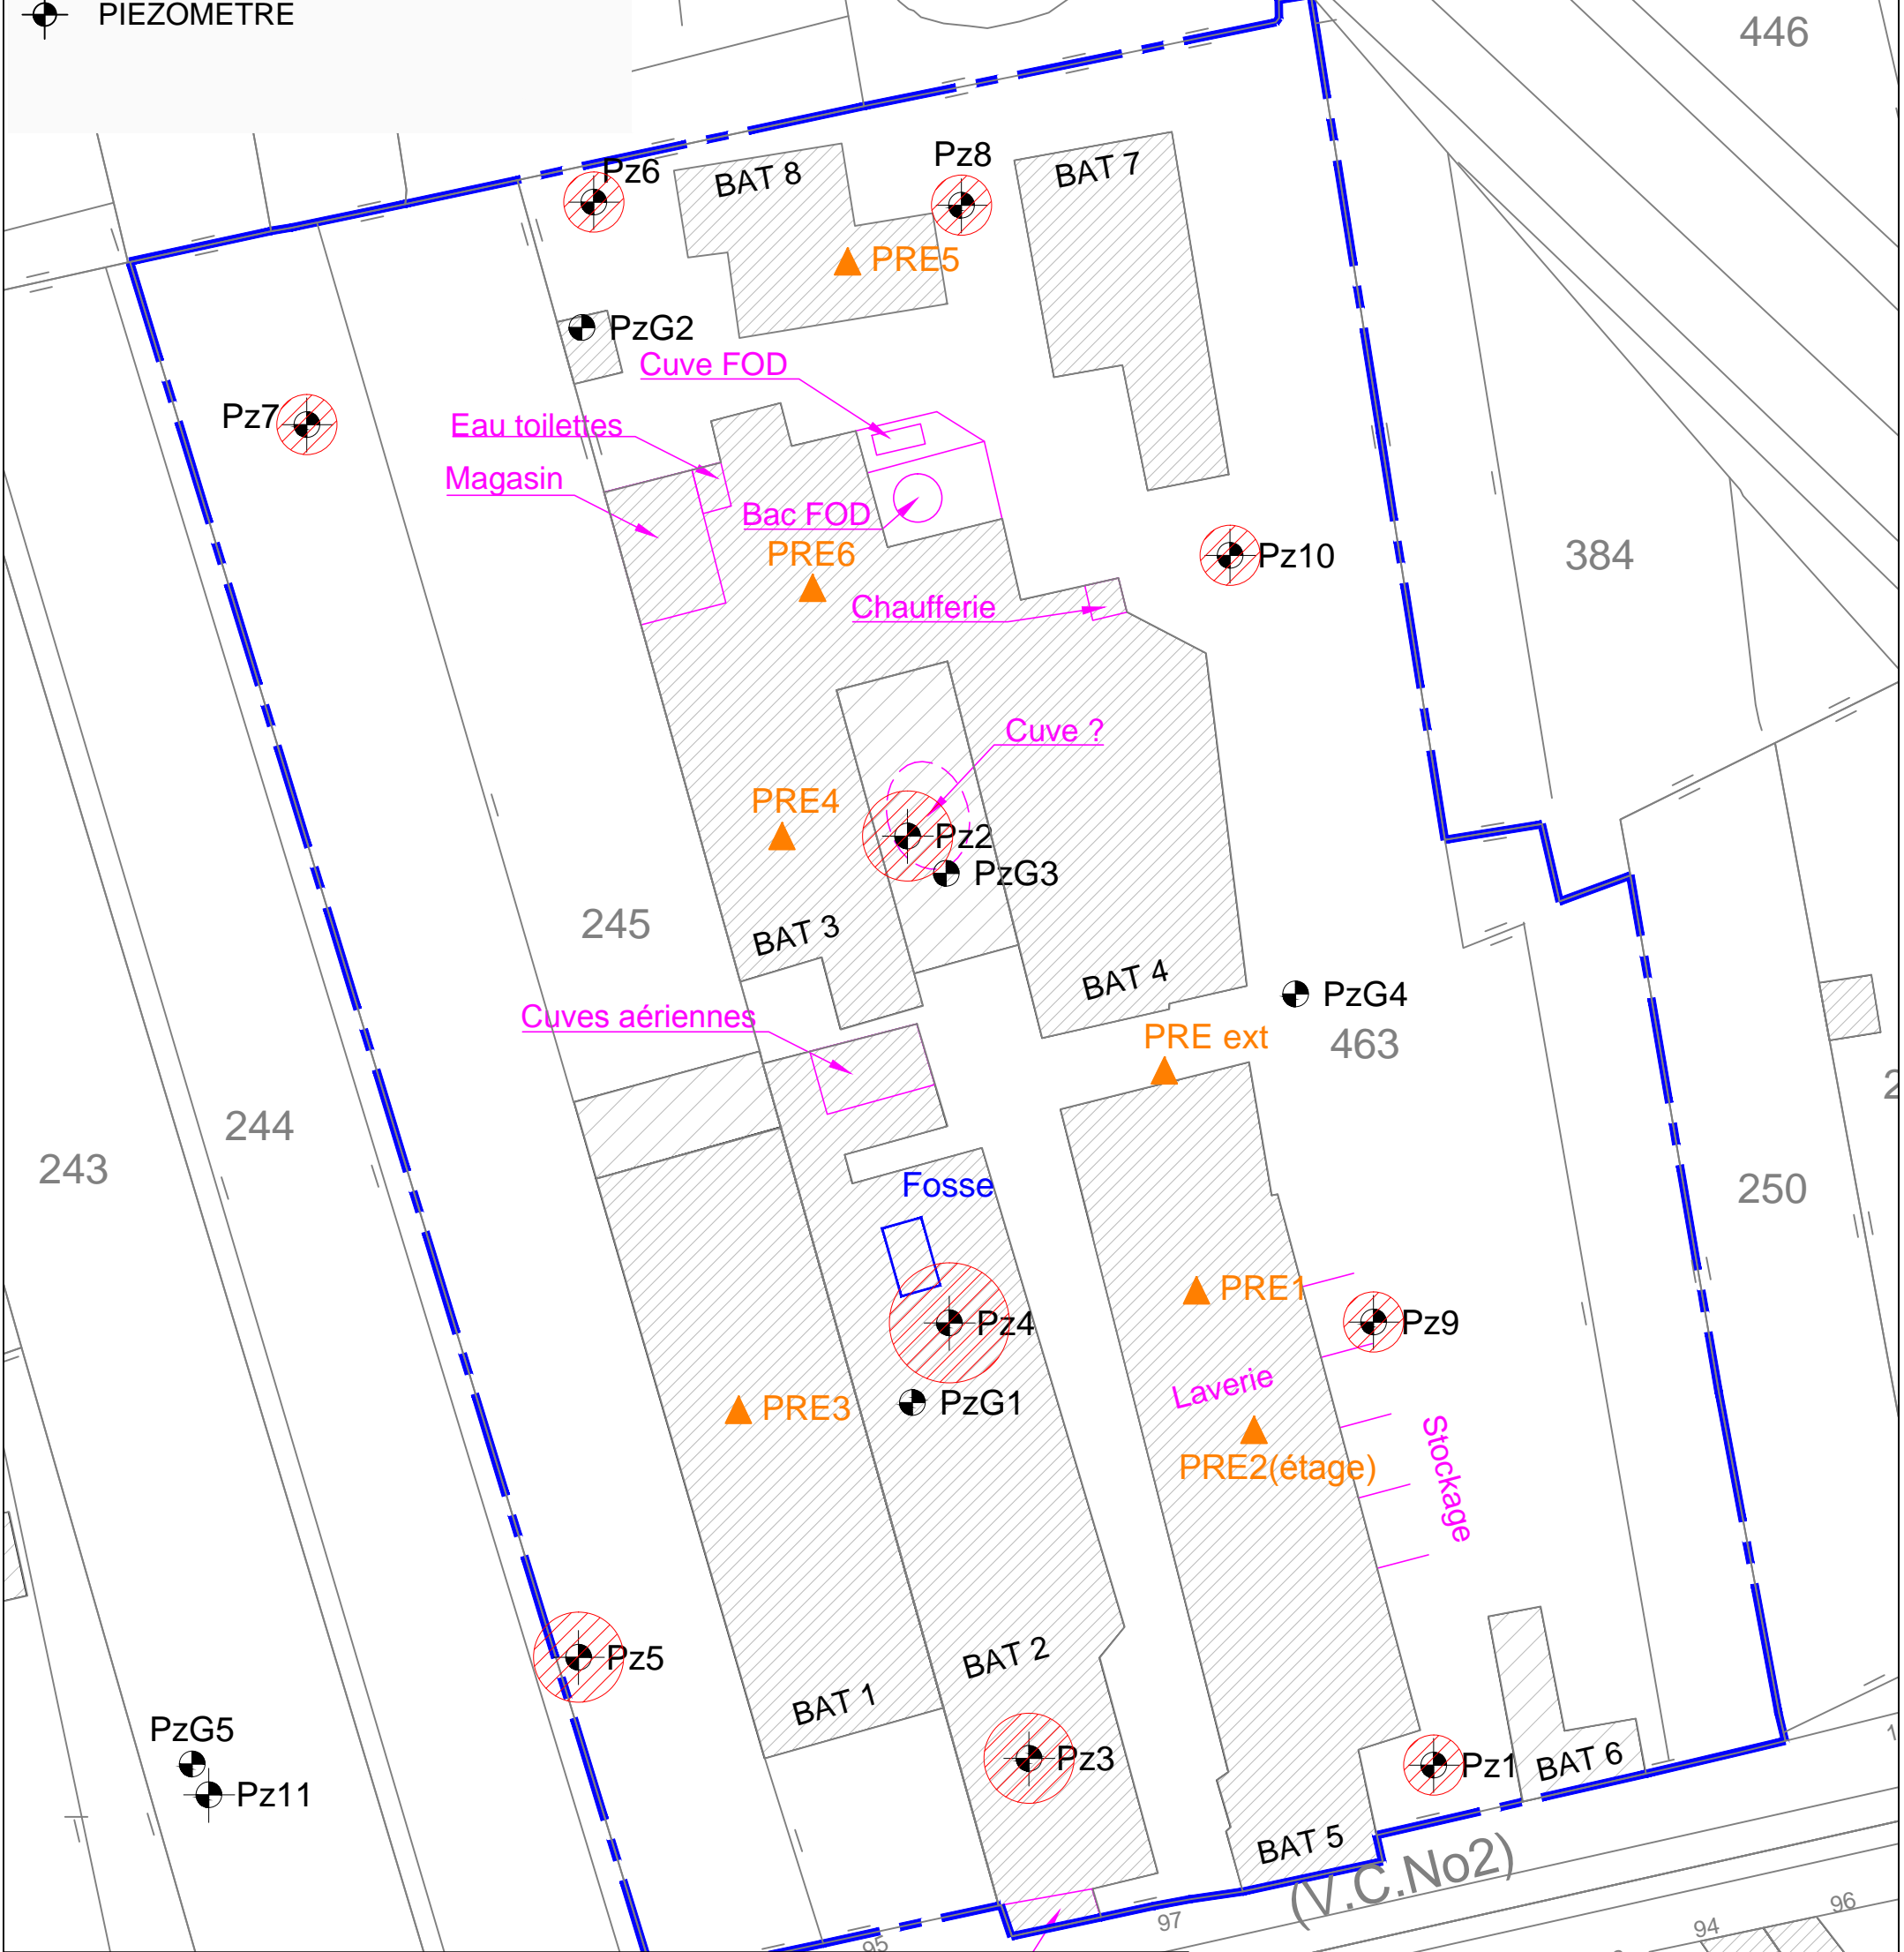 PIEZOMETRE
446
Pz6
BAT 8
Pz8
BAT 7
PRE5
PzG2
Cuve FOD
Pz7
Eau toilettes
Magasin
Bac FOD
PRE6
Pz10
384
Chaufferie
Cuve ?
PRE4
Pz2
PzG3
245
BAT 3
BAT 4
PzG4
Cuves aériennes
PRE ext
463
244
243
2
Fosse
250
PRE1
Pz4
Pz9
Laverie
PRE3
PzG1
Stockage
PRE2(étage)
BAT 2
Pz5
BAT 1
PzG5
Pz3
Pz1
BAT 6
Pz11
1
BAT 5
(V.C.No2)
97
96
94
95